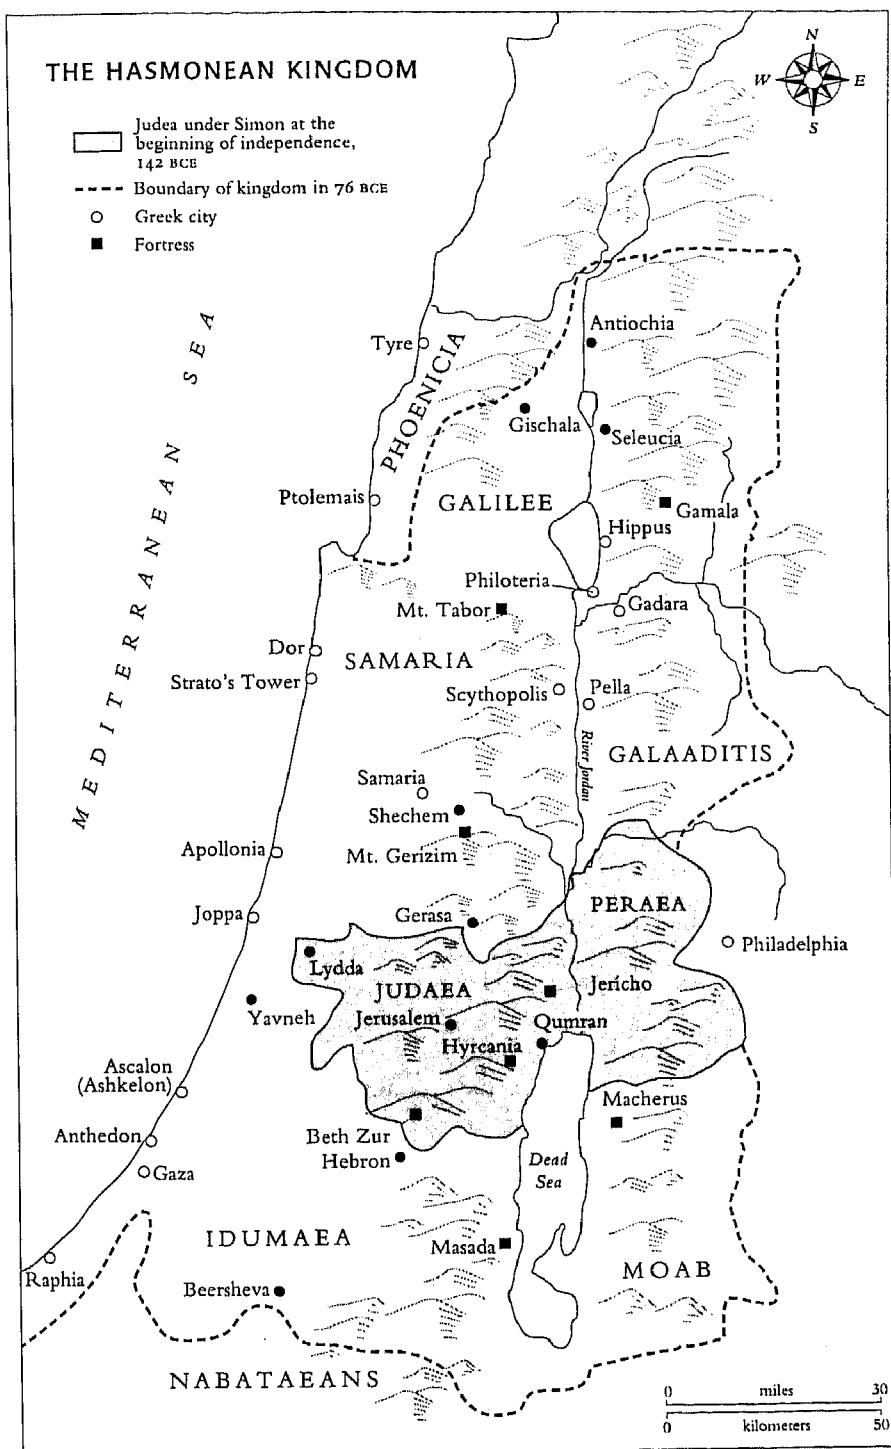 THE HASMONEAN KINGDOM
Judea under Simon at the
beginning of independence,
142 BCE
Boundary of kingdom in 76 BCE
Greek city
Fortress
N
W
E
S
MEDITERRANEAN SEA
Tyre
PHOENICIA
Antiochia
Gischala
Seleucia
Ptolemais
GALILEE
Gamala
Hippus
Philoteria
Mt. Tabor
Gadara
Dor
SAMARIA
Strato's Tower
Scythopolis
Pella
River Jordan
GALAADITIS
Samaria
Shechem
Mt. Gerizim
Apollonia
PERAEA
Joppa
Gerasa
Philadelphia
Lydda
JUDAEA
Jericho
Yavneh
Jerusalem
Qumran
Hyrcania
Ascalon
(Ashkelon)
Macherus
Anthedon
Beth Zur
Hebron
Gaza
Dead
Sea
IDUMAEA
Masada
MOAB
Raphia
Beersheva
NABATAEANS
0 miles 30
0 kilometers 50